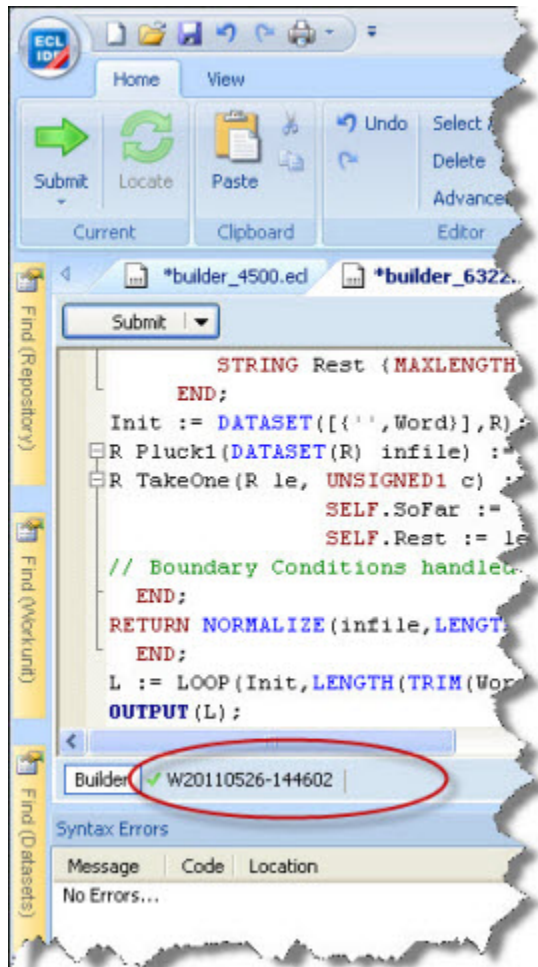 ECL
IDE
Home View
Submit Locate Paste Undo Select
Delete
Advanced
Current Clipboard Editor
*builder_4500.ecl *builder_6322.
Submit
Find (Repository)
STRING Rest {MAXLENGTH
END;
Init := DATASET([{'',Word}],R);
R Pluck1(DATASET(R) infile) :=
R TakeOne(R le, UNSIGNED1 c) :=
SELF.SoFar :=
SELF.Rest := le
// Boundary Conditions handled
END;
RETURN NORMALIZE(infile,LENGT
END;
L := LOOP(Init,LENGTH(TRIM(Word
OUTPUT(L);
Find (Workunit)
Builder W20110526-144602
Find (Datasets)
Syntax Errors
Message Code Location
No Errors...